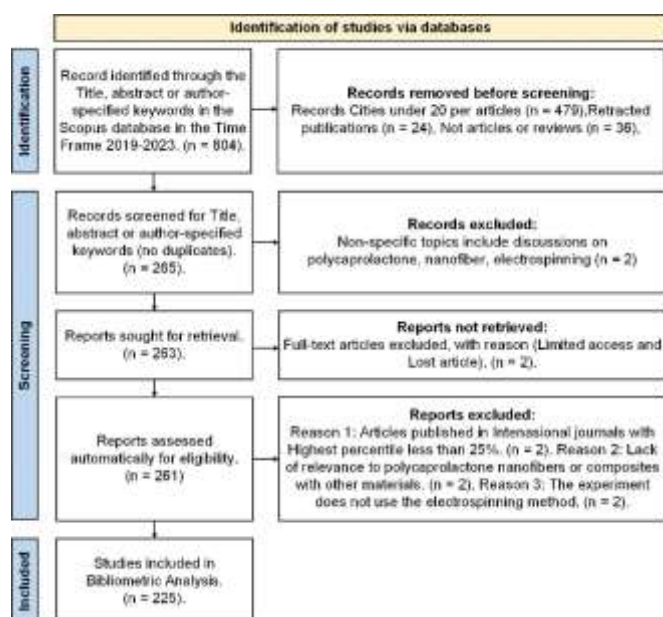 Identification of studies via databases
Identification
Record identified through the
Title, abstract or author-
specified keywords in the
Scopus database in the Time
Frame 2019-2023. (n = 804).
Records removed before screening:
Records Cities under 20 per articles (n = 479),Retracted
publications (n = 24), Not articles or reviews (n = 36),
Screening
Records screened for Title,
abstract or author-specified
keywords (no duplicates).
(n = 265).
Records excluded:
Non-specific topics include discussions on
polycaprolactone, nanofiber, electrospinning (n = 2)
Reports sought for retrieval.
(n = 263).
Reports not retrieved:
Full-text articles excluded, with reason (Limited access and
Lost article), (n = 2).
Reports assessed
automatically for eligibility.
(n = 261)
Reports excluded:
Reason 1: Articles published in Intenasional journals with
Highest percentile less than 25%. (n = 2). Reason 2: Lack
of relevance to polycaprolactone nanofibers or composites
with other materials. (n = 2). Reason 3: The experiment
does not use the electrospinning method. (n = 2).
Included
Studies included in
Bibliometric Analysis.
(n = 225).